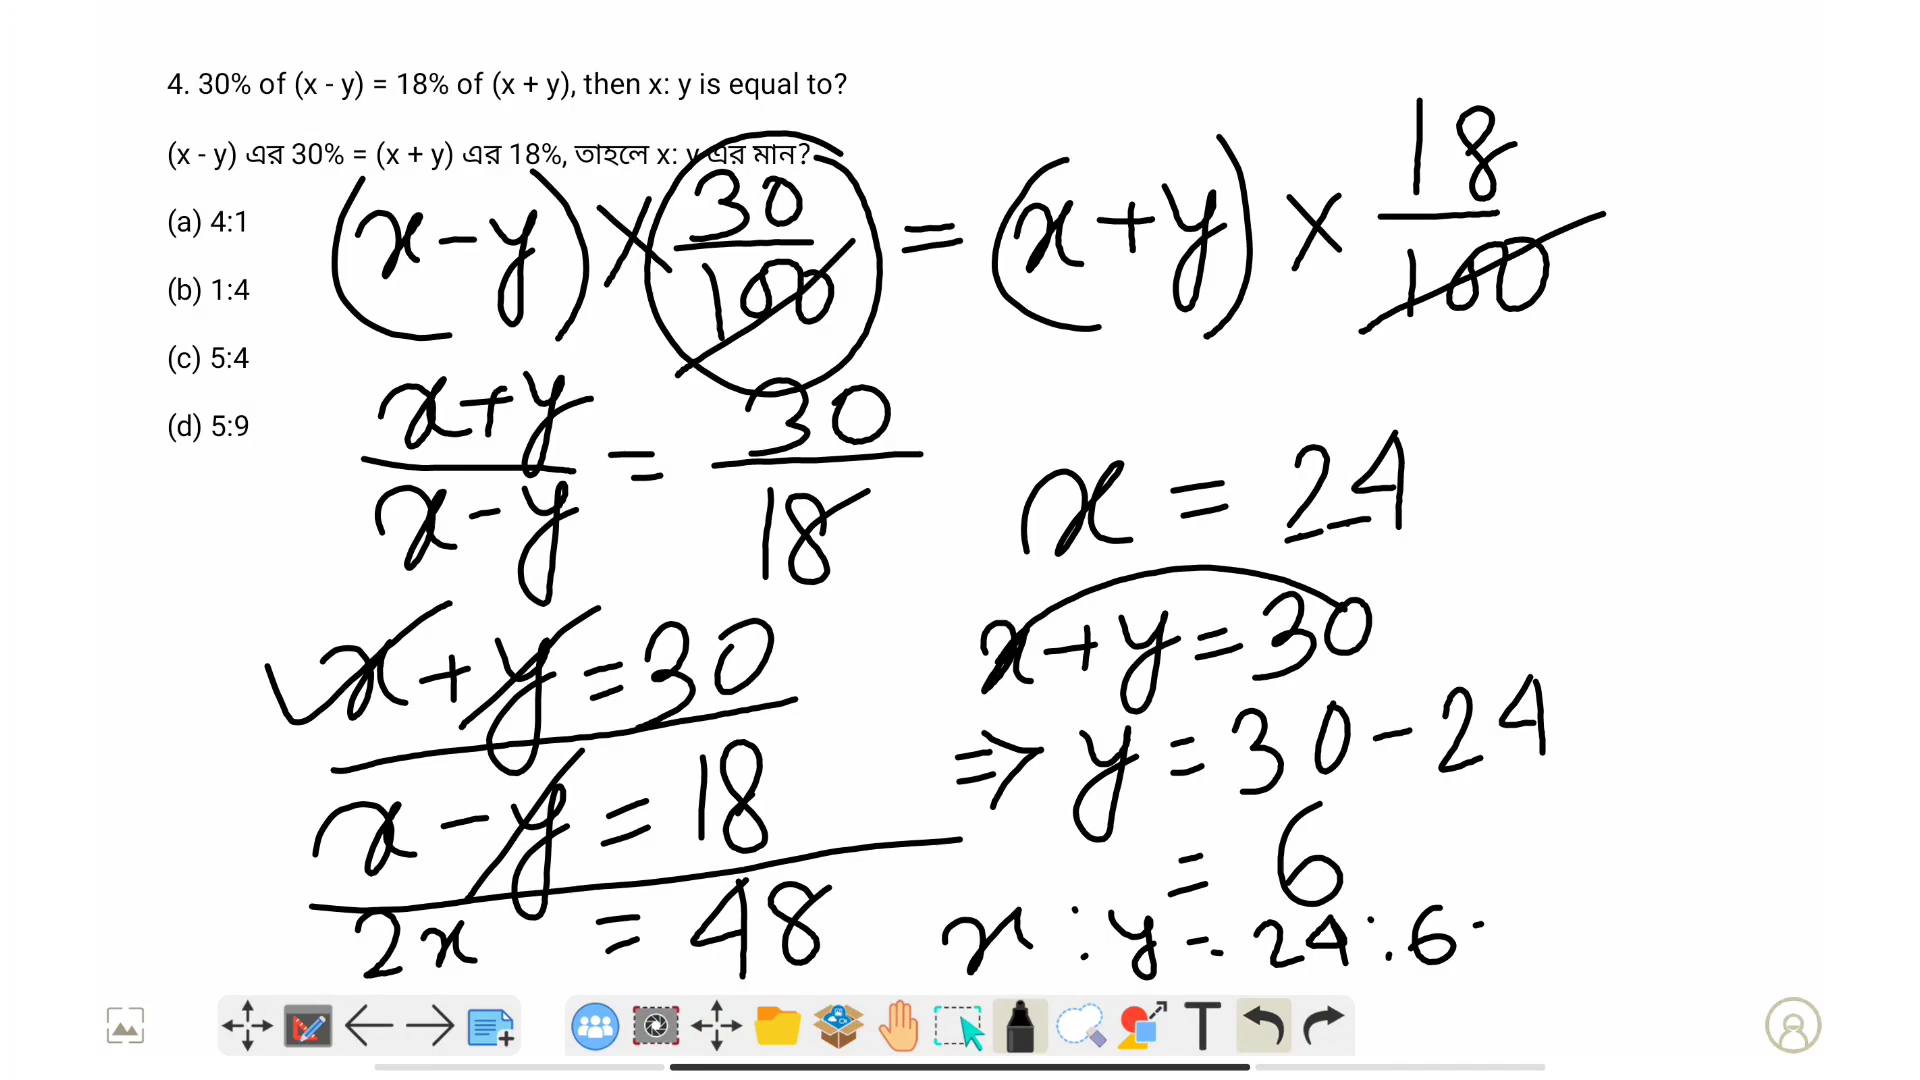 4. 30% of (x - y) = 18% of (x + y), then x: y is equal to?
(x - y) এর 30% = (x + y) এর 18%, তাহলে x: y এর মান?
(a) 4:1
(b) 1:4
(c) 5:4
(d) 5:9
(x - y) × 30/100 = (x + y) × 18/100
x+y/x-y = 30/18
x + y = 30
x - y = 18
2x = 48
x = 24
x + y = 30
⇒ y = 30 - 24
= 6
x : y = 24 : 6
T